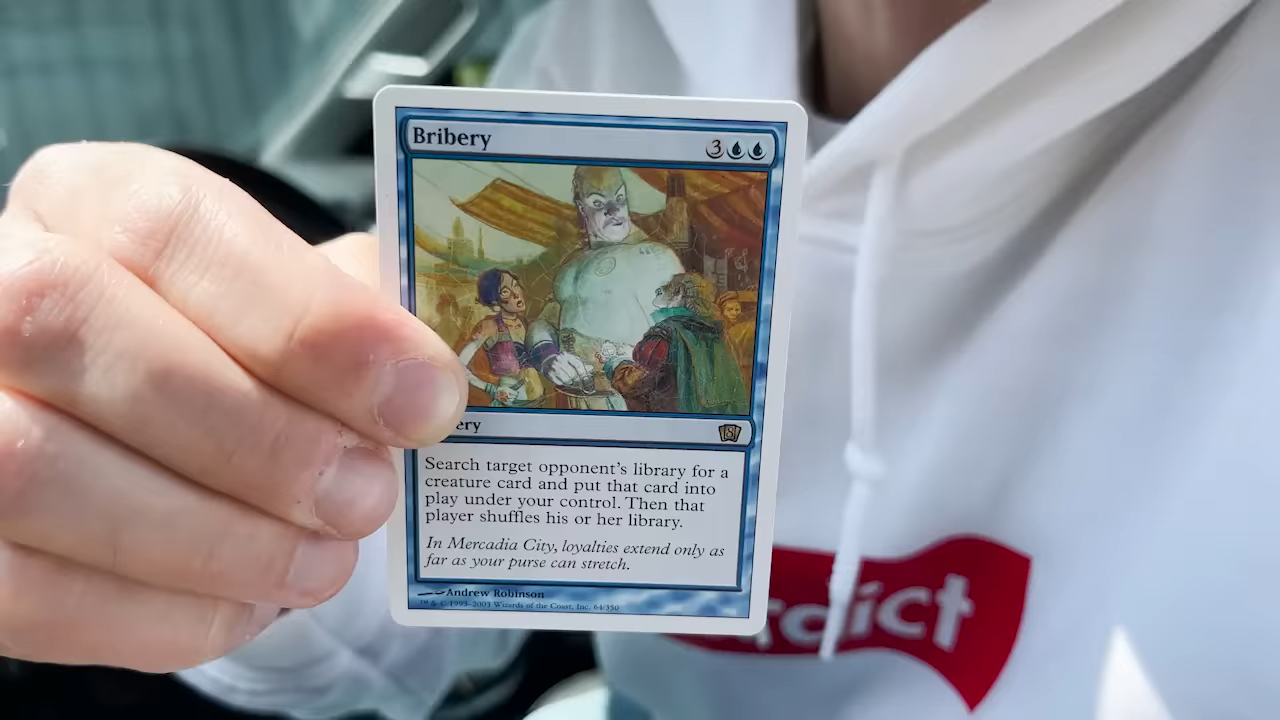 Bribery
3
ery
8
Search target opponent's library for a
creature card and put that card into
play under your control. Then that
player shuffles his or her library.
In Mercadia City, loyalties extend only as
far as your purse can stretch.
Andrew Robinson
™ & © 1993–2003 Wizards of the Coast, Inc. 64/350
rdict